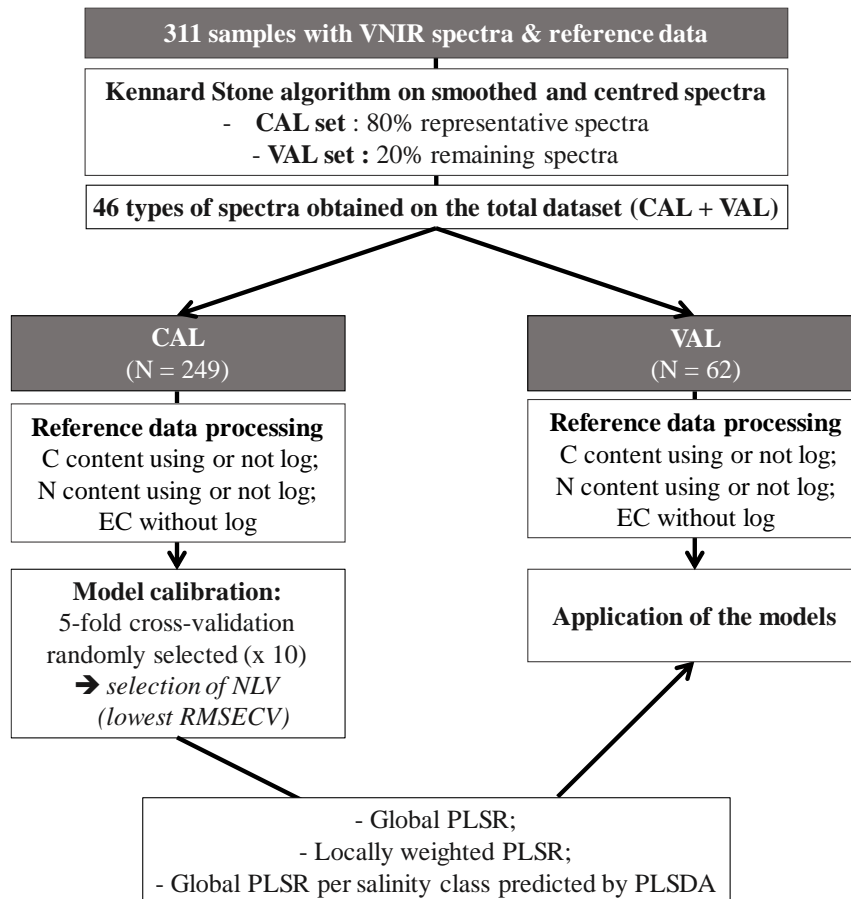 311 samples with VNIR spectra & reference data
Kennard Stone algorithm on smoothed and centred spectra
- CAL set : 80% representative spectra
- VAL set : 20% remaining spectra
46 types of spectra obtained on the total dataset (CAL + VAL)
CAL
(N = 249)
Reference data processing
C content using or not log;
N content using or not log;
EC without log
Model calibration:
5-fold cross-validation
randomly selected (x 10)
➔ selection of NLV
(lowest RMSECV)
VAL
(N = 62)
Reference data processing
C content using or not log;
N content using or not log;
EC without log
Application of the models
- Global PLSR;
- Locally weighted PLSR;
- Global PLSR per salinity class predicted by PLSDA